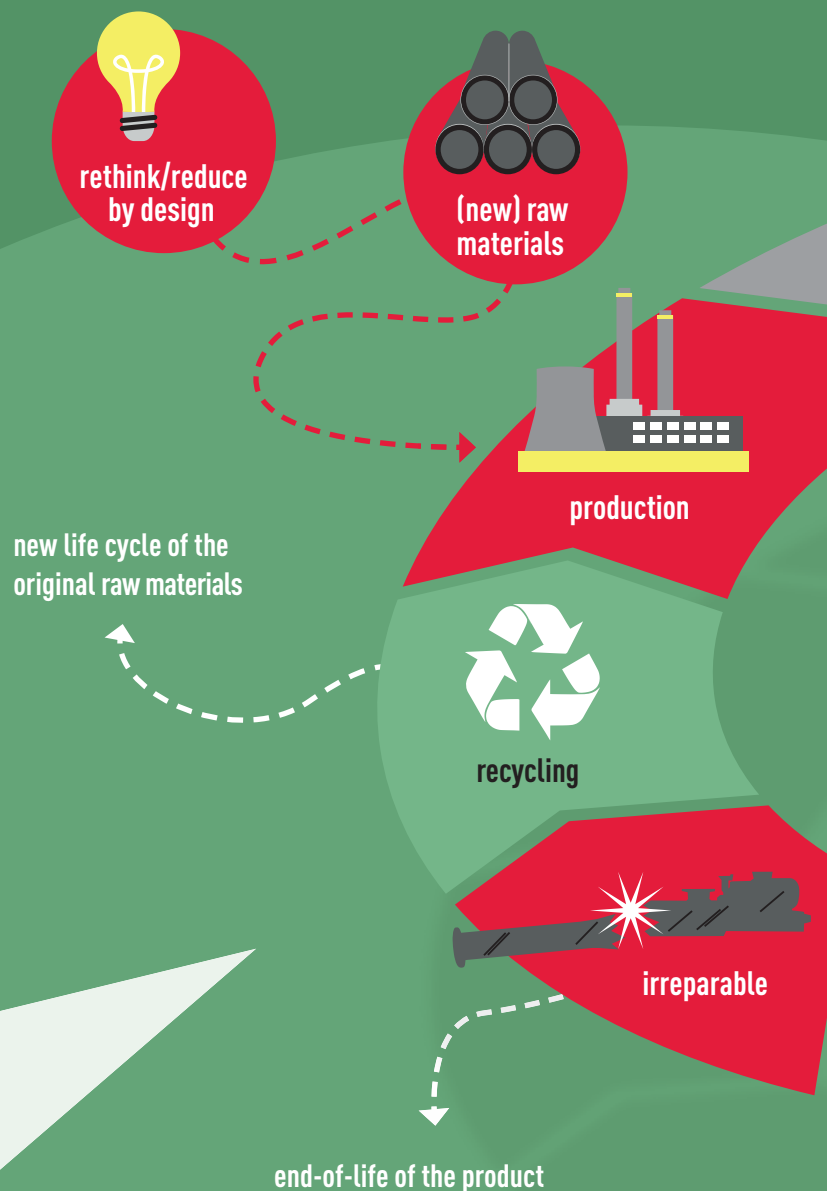 rethink/reduce
by design
(new) raw
materials
production
new life cycle of the
original raw materials
recycling
irreparable
end-of-life of the product